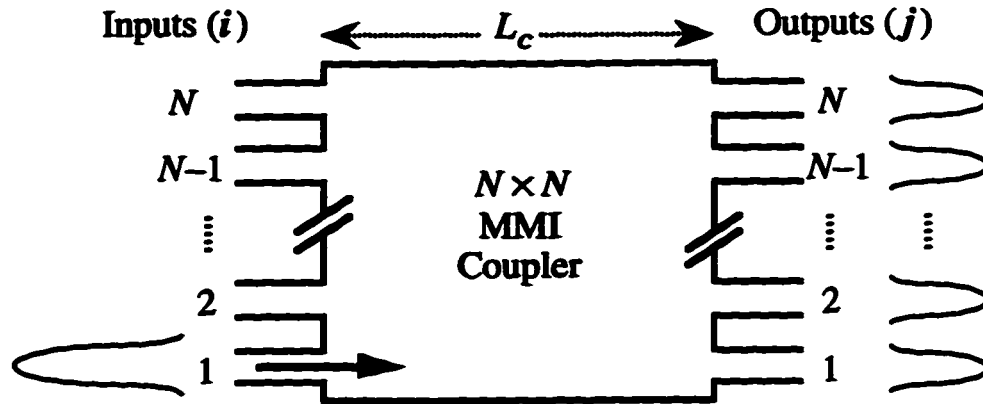 Inputs (i)
L_c
Outputs (j)
N
N
N–1
N–1
N × N
MMI
Coupler
2
2
1
1